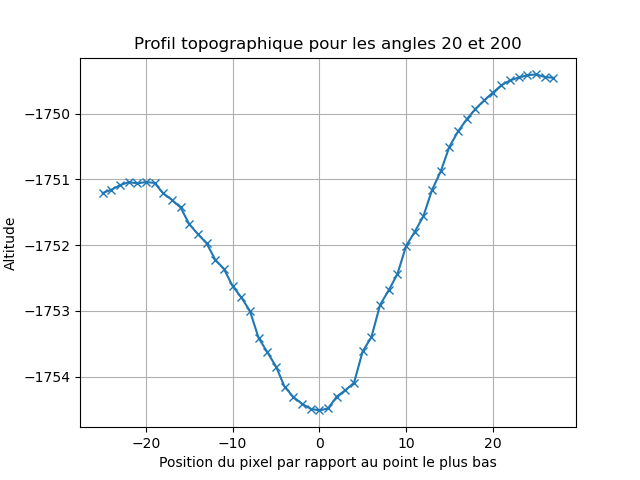 Profil topographique pour les angles 20 et 200
−1750
−1751
−1752
−1753
−1754
Altitude
−20 −10 0 10 20
Position du pixel par rapport au point le plus bas